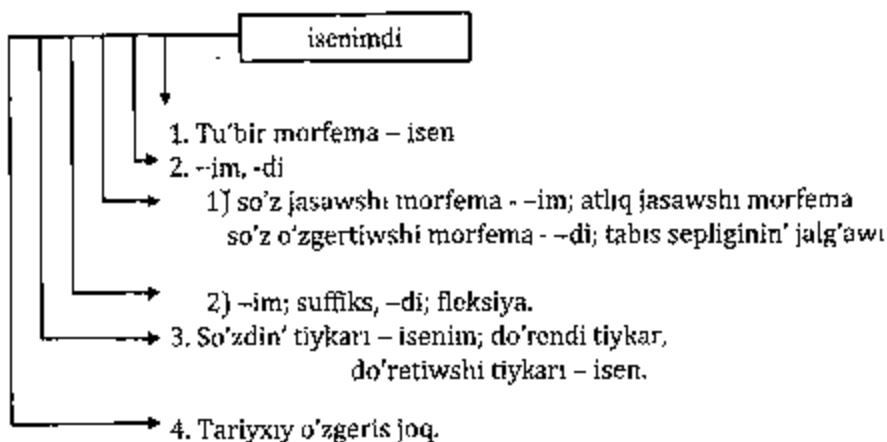 isenimdi
1. Tu'bir morfema – isen
2. --im, -di
1) so'z jasawshı morfema - –im; atlıq jasawshı morfema
so'z o'zgertiwshi morfema - –di; tabıs sepliginin' jalg'awı
2) –im; suffiks, –di; fleksiya.
3. So'zdin' tiykarı – isenim; do'rendi tiykar,
do'retiwshi tiykarı – isen.
4. Tariyxıy o'zgeris joq.